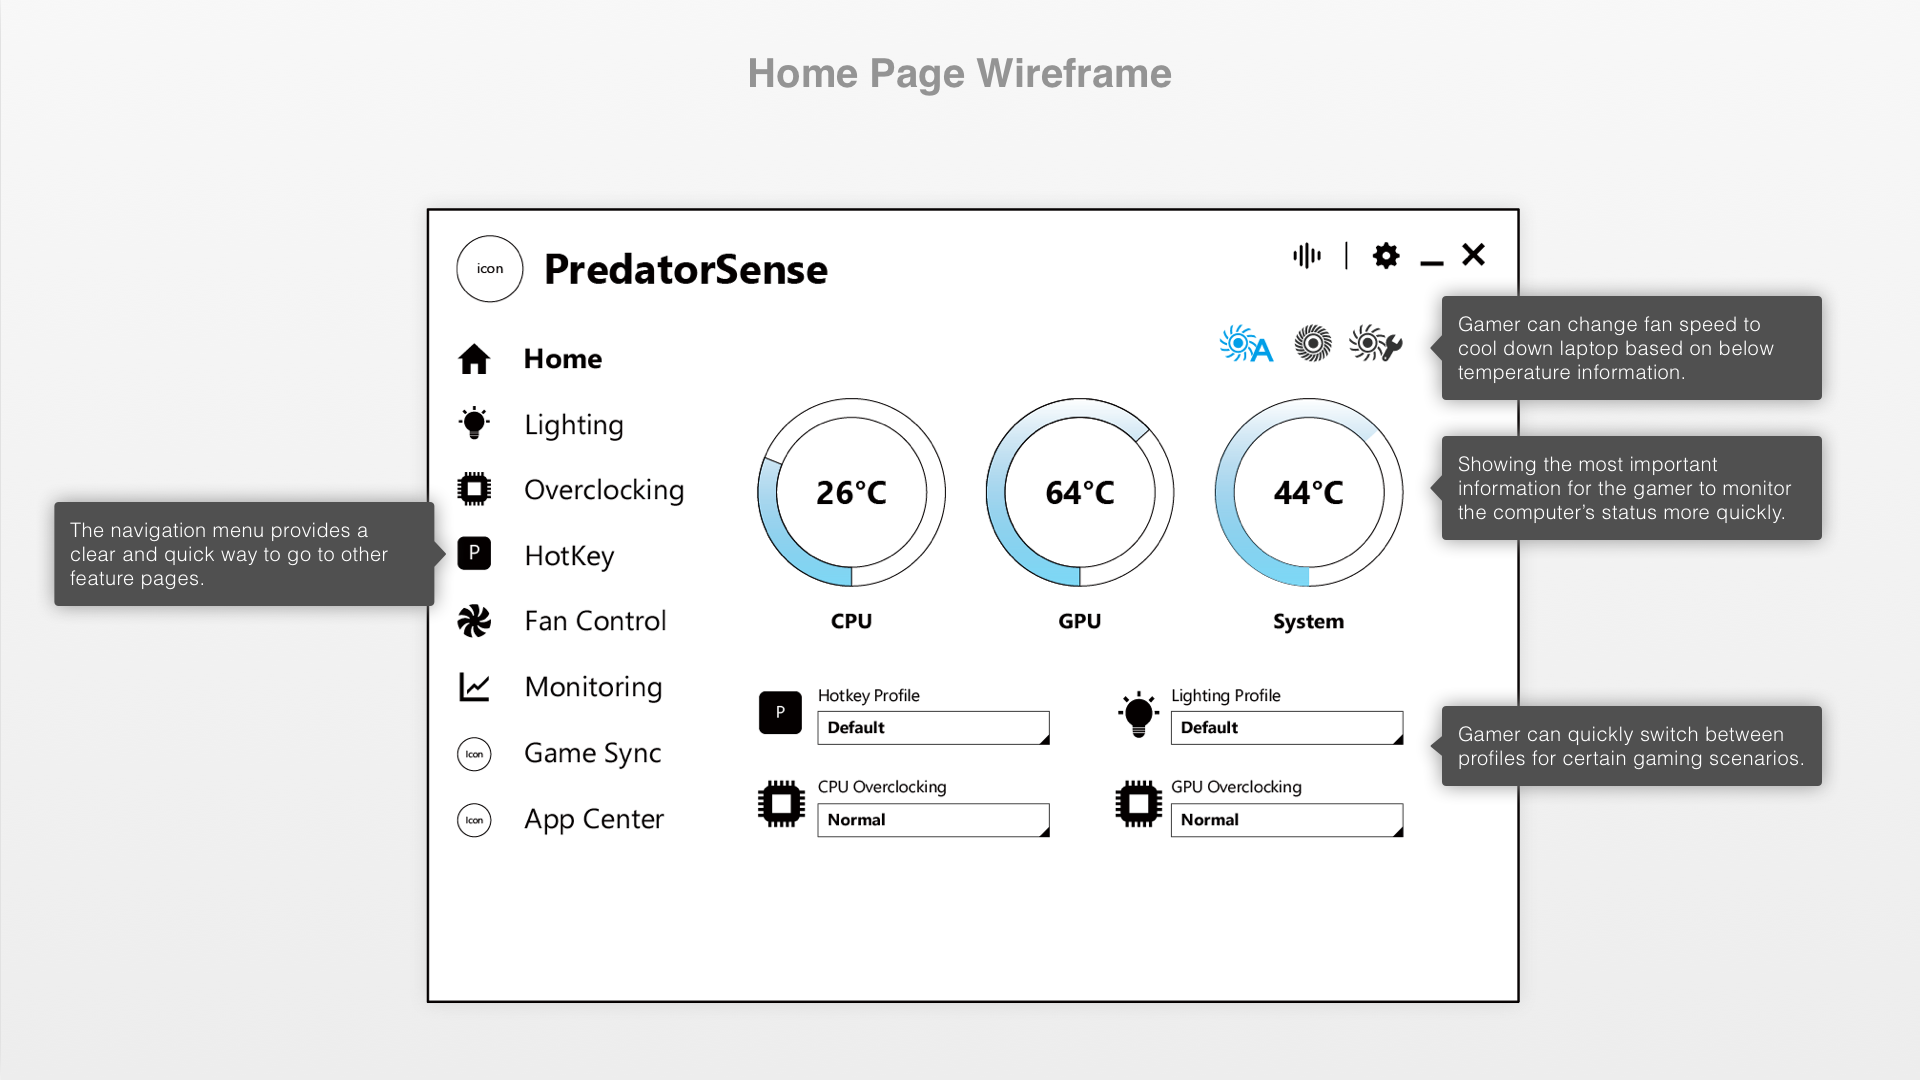 Home Page Wireframe
icon
PredatorSense
A
Home
Lighting
Overclocking
P
HotKey
Fan Control
Monitoring
Icon
Game Sync
Icon
App Center
26°C
64°C
44°C
CPU
GPU
System
P
Hotkey Profile
Default
Lighting Profile
Default
CPU Overclocking
Normal
GPU Overclocking
Normal
The navigation menu provides a
clear and quick way to go to other
feature pages.
Gamer can change fan speed to
cool down laptop based on below
temperature information.
Showing the most important
information for the gamer to monitor
the computer’s status more quickly.
Gamer can quickly switch between
profiles for certain gaming scenarios.